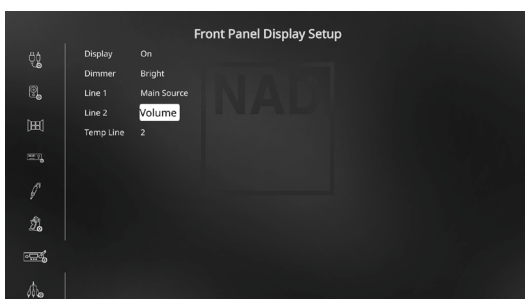 Front Panel Display Setup
Display On
Dimmer Bright
Line 1 Main Source
Line 2 Volume
Temp Line 2
NAD